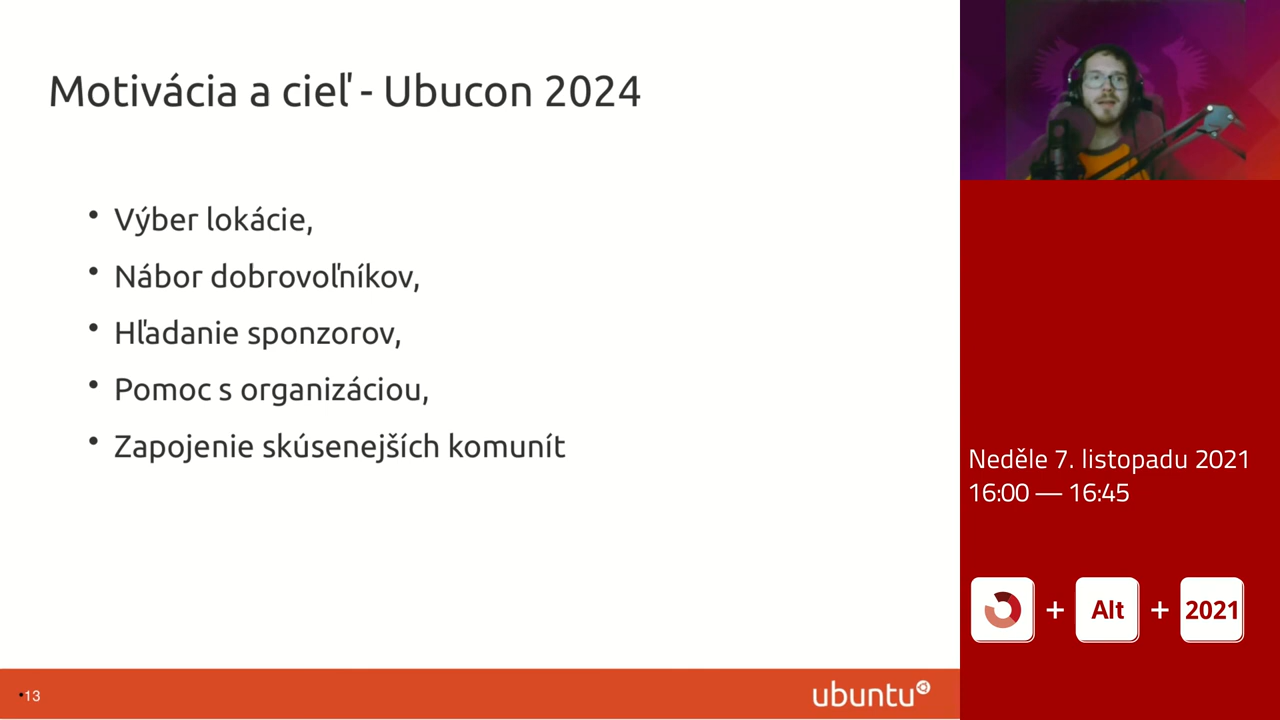 Motivácia a cieľ - Ubucon 2024
• Výber lokácie,
• Nábor dobrovoľníkov,
• Hľadanie sponzorov,
• Pomoc s organizáciou,
• Zapojenie skúsenejších komunít
•13
ubuntu
Neděle 7. listopadu 2021
16:00 — 16:45
+ Alt + 2021